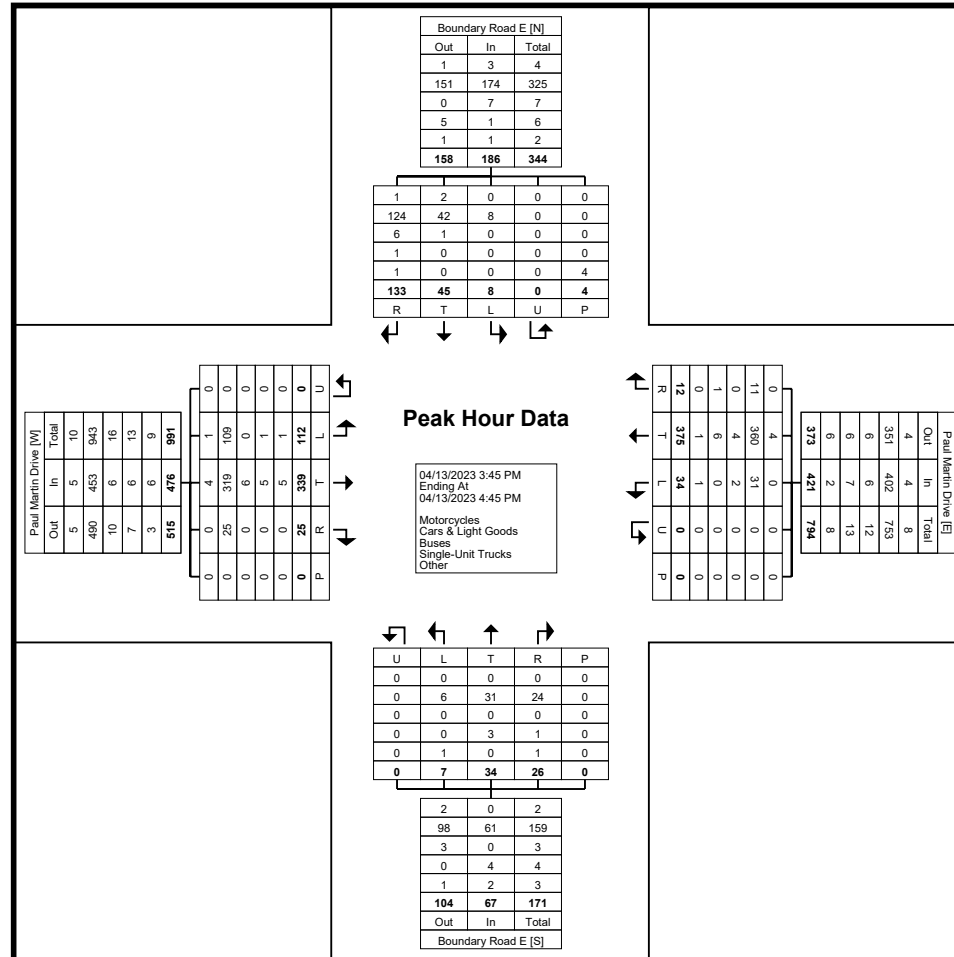 Boundary Road E [N]
Out In Total
1 3 4
151 174 325
0 7 7
5 1 6
1 1 2
158 186 344
1 2 0 0 0
124 42 8 0 0
6 1 0 0 0
1 0 0 0 0
1 0 0 0 4
133 45 8 0 4
R T L U P
U L T R P
0 112 339 25 0
0 1 5 0 0
0 1 5 0 0
0 0 6 0 0
0 109 319 25 0
0 1 4 0 0
991 476 515
9 6 3
13 6 7
16 6 10
943 453 490
10 5 5
Total In Out
Paul Martin Drive [W]
Peak Hour Data
04/13/2023 3:45 PM
Ending At
04/13/2023 4:45 PM
Motorcycles
Cars & Light Goods
Buses
Single-Unit Trucks
Other
Paul Martin Drive [E]
Out In Total
4 4 8
351 402 753
6 6 12
6 7 13
6 2 8
373 421 794
0 4 0 0 0
11 360 31 0 0
0 4 2 0 0
1 6 0 0 0
0 1 1 0 0
12 375 34 0 0
R T L U P
U L T R P
0 0 0 0 0
0 6 31 24 0
0 0 0 0 0
0 0 3 1 0
0 1 0 1 0
0 7 34 26 0
2 0 2
98 61 159
3 0 3
0 4 4
1 2 3
104 67 171
Out In Total
Boundary Road E [S]